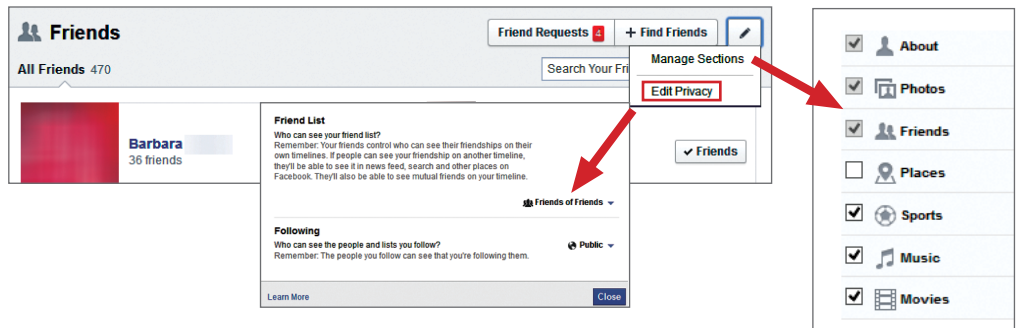 Friends
Friend Requests 4
+ Find Friends
All Friends 470
Search Your Fri
Manage Sections
Edit Privacy
Barbara
36 friends
Friends
Friend List
Who can see your friend list?
Remember: Your friends control who can see their friendships on their
own timelines. If people can see your friendship on another timeline,
they'll be able to see it in news feed, search and other places on
Facebook. They'll also be able to see mutual friends on your timeline.
Friends of Friends
Following
Who can see the people and lists you follow?
Public
Remember: The people you follow can see that you're following them.
Learn More
Close
About
Photos
Friends
Places
Sports
Music
Movies